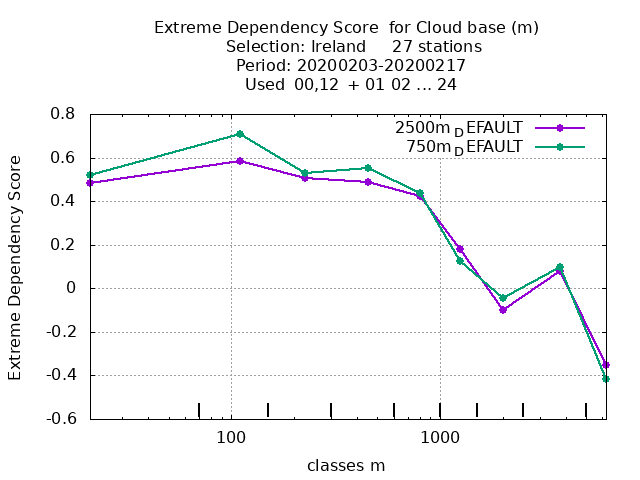 Extreme Dependency Score for Cloud base (m)
Selection: Ireland 27 stations
Period: 20200203-20200217
Used 00,12 + 01 02 ... 24
2500m_DEFAULT
750m_DEFAULT
Extreme Dependency Score
0.8
0.6
0.4
0.2
0
-0.2
-0.4
-0.6
100
1000
classes m